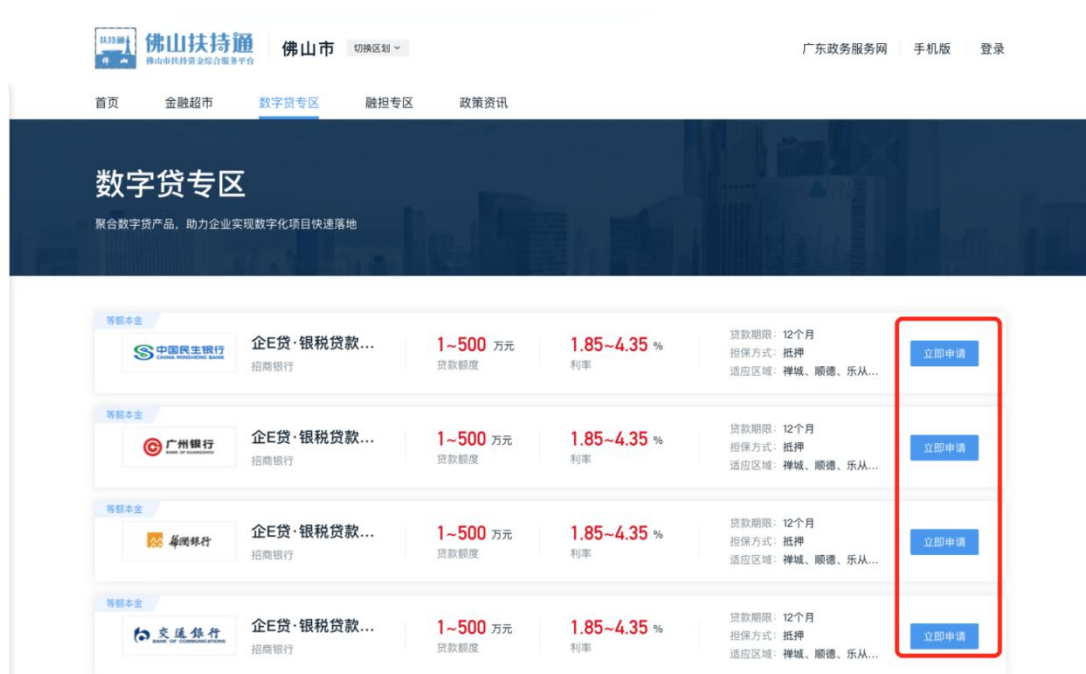 扶持通
佛山
佛山扶持通
佛山市扶持资金综合服务平台
佛山市 切换区划
广东政务服务网 手机版 登录
首页 金融超市 数字贷专区 融担专区 政策资讯
数字贷专区
聚合数字贷产品，助力企业实现数字化项目快速落地
等额本金
中国民生银行
CHINA MINSHENG BANK
企E贷·银税贷款...
招商银行
1~500 万元
贷款额度
1.85~4.35 %
利率
贷款期限：12个月
担保方式：抵押
适应区域：禅城、顺德、乐从...
立即申请
等额本金
广州银行
BANK OF GUANGZHOU
企E贷·银税贷款...
招商银行
1~500 万元
贷款额度
1.85~4.35 %
利率
贷款期限：12个月
担保方式：抵押
适应区域：禅城、顺德、乐从...
立即申请
等额本金
華润银行
企E贷·银税贷款...
招商银行
1~500 万元
贷款额度
1.85~4.35 %
利率
贷款期限：12个月
担保方式：抵押
适应区域：禅城、顺德、乐从...
立即申请
等额本金
交通銀行
BANK OF COMMUNICATIONS
企E贷·银税贷款...
招商银行
1~500 万元
贷款额度
1.85~4.35 %
利率
贷款期限：12个月
担保方式：抵押
适应区域：禅城、顺德、乐从...
立即申请